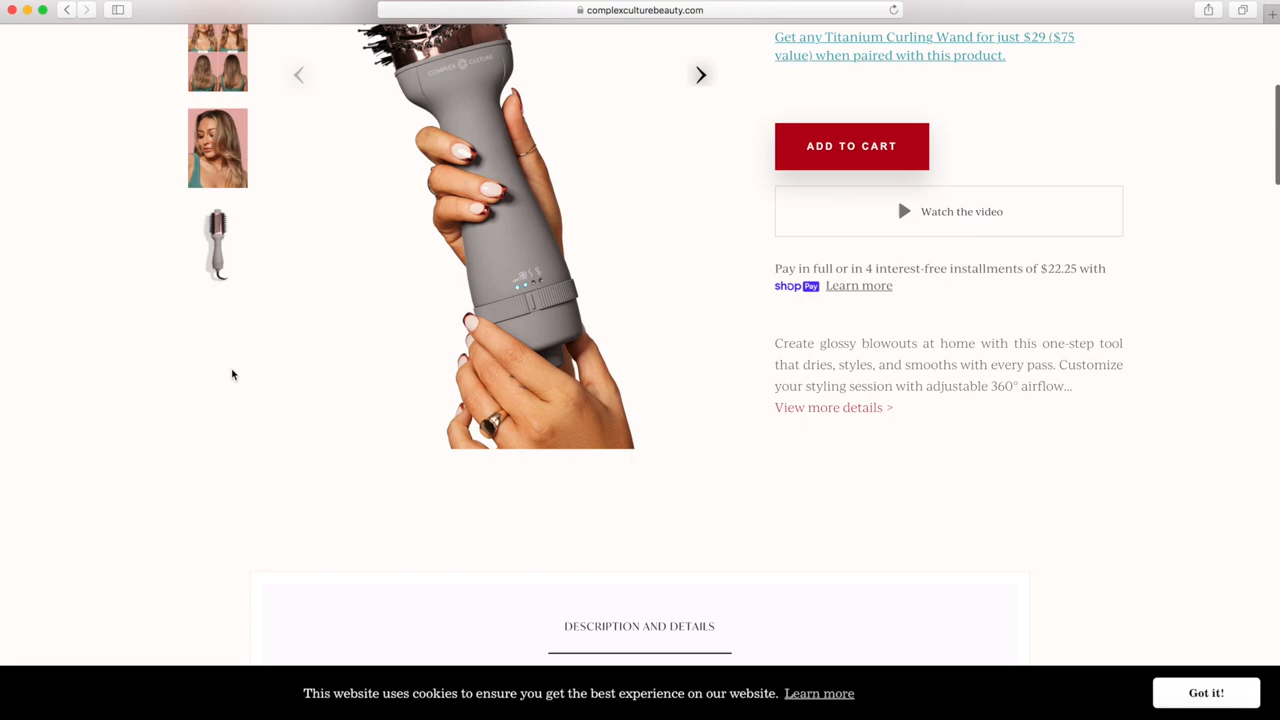 complexculturebeauty.com
COMPLEX CULTURE
Get any Titanium Curling Wand for just $29 ($75
value) when paired with this product.
ADD TO CART
Watch the video
Pay in full or in 4 interest-free installments of $22.25 with
shop Pay Learn more
Create glossy blowouts at home with this one-step tool
that dries, styles, and smooths with every pass. Customize
your styling session with adjustable 360° airflow...
View more details >
DESCRIPTION AND DETAILS
This website uses cookies to ensure you get the best experience on our website. Learn more
Got it!